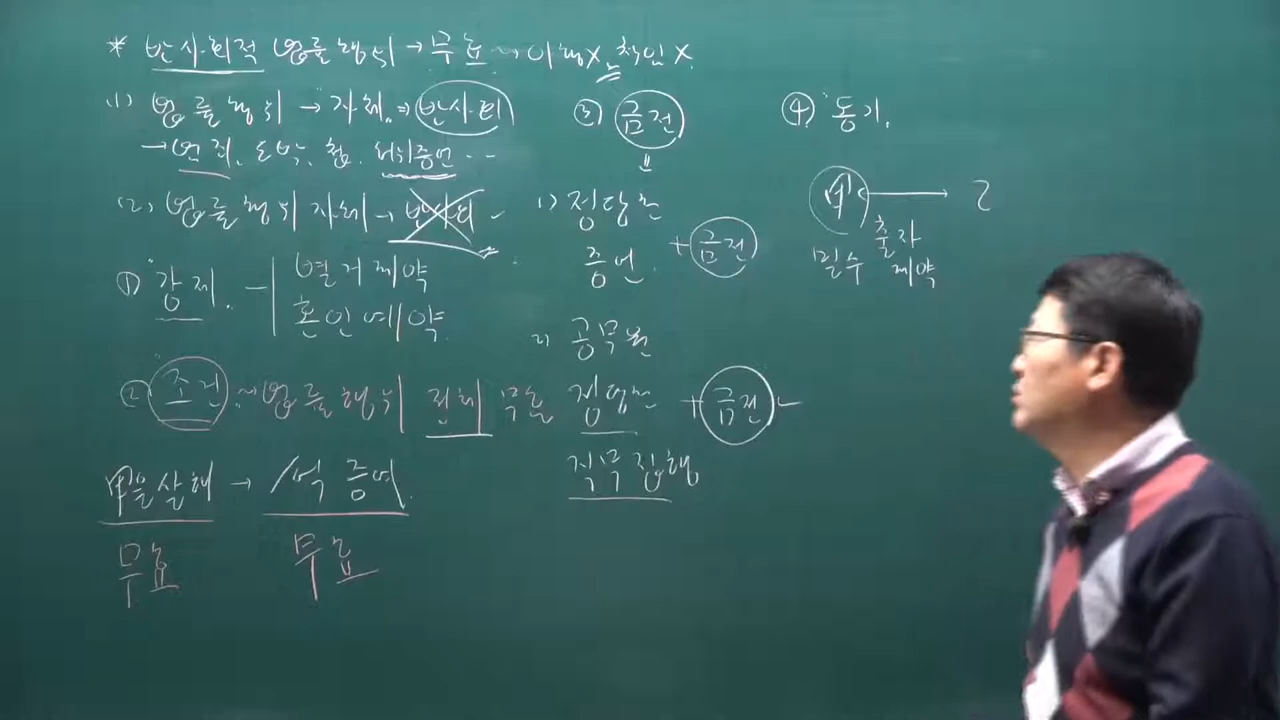 * 반사회적 법률행위 → 무효 → 이행X, 확인X.
(1) 법률행위 → 자체. ⇒ 반사회
→ 범죄, 도박, 첩, 허위증언 ...
(2) 법률행위 자체 → 반사회
① 강제. ─ 별거계약
혼인예약.
② 조건 ~ 법률행위 전체 무효
甲을 살해 → 1억 증여.
무효 무효
③ 금전
1) 정당한
증언 + 금전
2) 공무원
정당한 + 금전
직무집행
④ 동기.
甲 → 乙
밀수 출자
계약